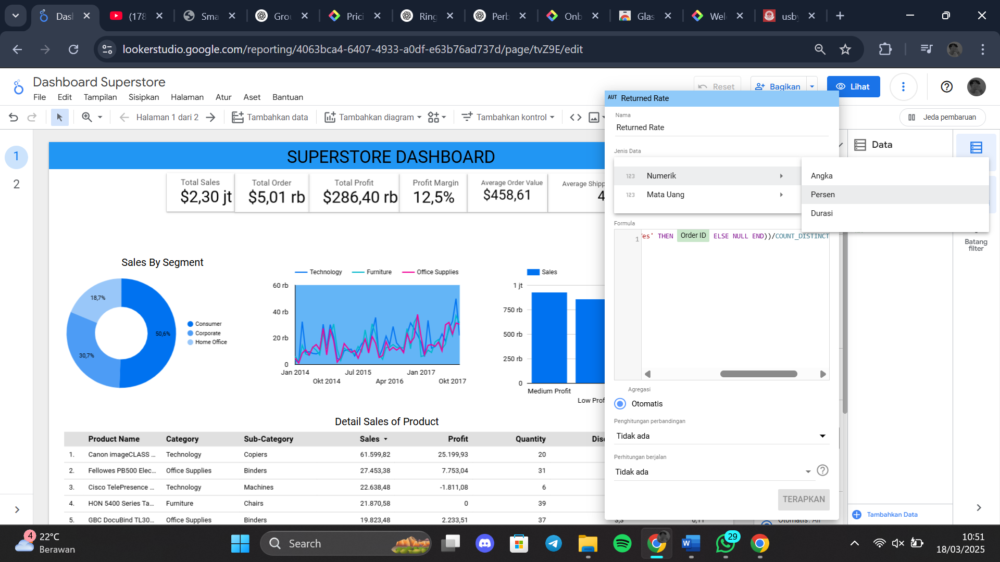 Dash
(178
Sma
Grou
Prici
Ring
Perb
Onb
Glas
Wel
usby
lookerstudio.google.com/reporting/4063bca4-6407-4933-a0df-e63b76ad737d/page/tvZ9E/edit
Dashboard Superstore
File Edit Tampilan Sisipkan Halaman Atur Aset Bantuan
Reset
Bagikan
Lihat
Halaman 1 dari 2
Tambahkan data
Tambahkan diagram
Tambahkan kontrol
Jeda pembaruan
1
2
SUPERSTORE DASHBOARD
Total Sales
$2,30 jt
Total Order
$5,01 rb
Total Profit
$286,40 rb
Profit Margin
12,5%
Average Order Value
$458,61
Average Shipp
4
Sales By Segment
18,7%
50,6%
30,7%
Consumer
Corporate
Home Office
Technology Furniture Office Supplies
60 rb
40 rb
20 rb
0
Jan 2014 Jul 2015 Jan 2017
Okt 2014 Apr 2016 Okt 2017
Sales
1 jt
750 rb
500 rb
250 rb
0
Medium Profit
Low Prof
Detail Sales of Product
Product Name Category Sub-Category Sales Profit Quantity Disc
1. Canon imageCLASS ... Technology Copiers 61.599,82 25.199,93 20
2. Fellowes PB500 Elec... Office Supplies Binders 27.453,38 7.753,04 31
3. Cisco TelePresence ... Technology Machines 22.638,48 -1.811,08 6
4. HON 5400 Series Ta... Furniture Chairs 21.870,58 0 39
5. GBC DocuBind TL30... Office Supplies Binders 19.823,48 2.233,51 37
AUT Returned Rate
Nama
Returned Rate
Jenis Data
123 Numerik
123 Mata Uang
Angka
Persen
Durasi
Formula
1
es' THEN Order ID ELSE NULL END))/COUNT_DISTINCT
Agregasi
Otomatis
Penghitungan perbandingan
Tidak ada
Perhitungan berjalan
Tidak ada
TERAPKAN
Data
Batang
filter
Tambahkan Data
4
22°C
Berawan
Search
29
10:51
18/03/2025